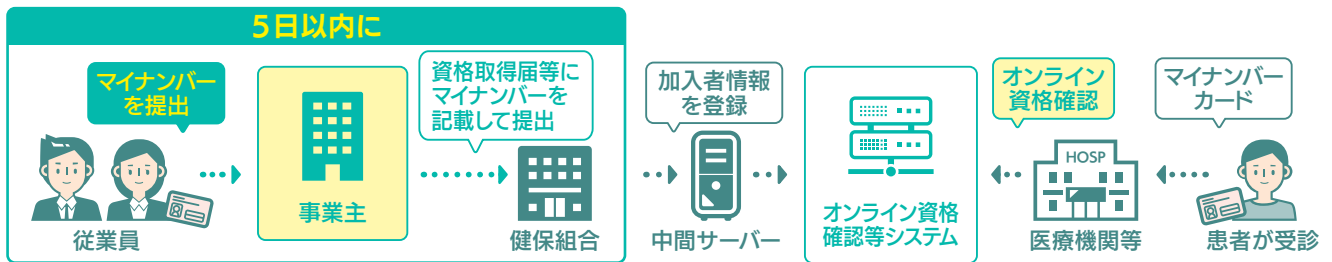 5日以内に
マイナンバー
を提出
従業員
事業主
資格取得届等に
マイナンバーを
記載して提出
健保組合
加入者情報
を登録
中間サーバー
オンライン資格
確認等システム
オンライン
資格確認
HOSP
医療機関等
マイナンバー
カード
患者が受診